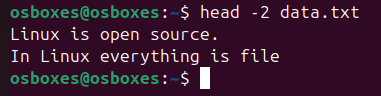 osboxes@osboxes:~$ head -2 data.txt
Linux is open source.
In Linux everything is file
osboxes@osboxes:~$